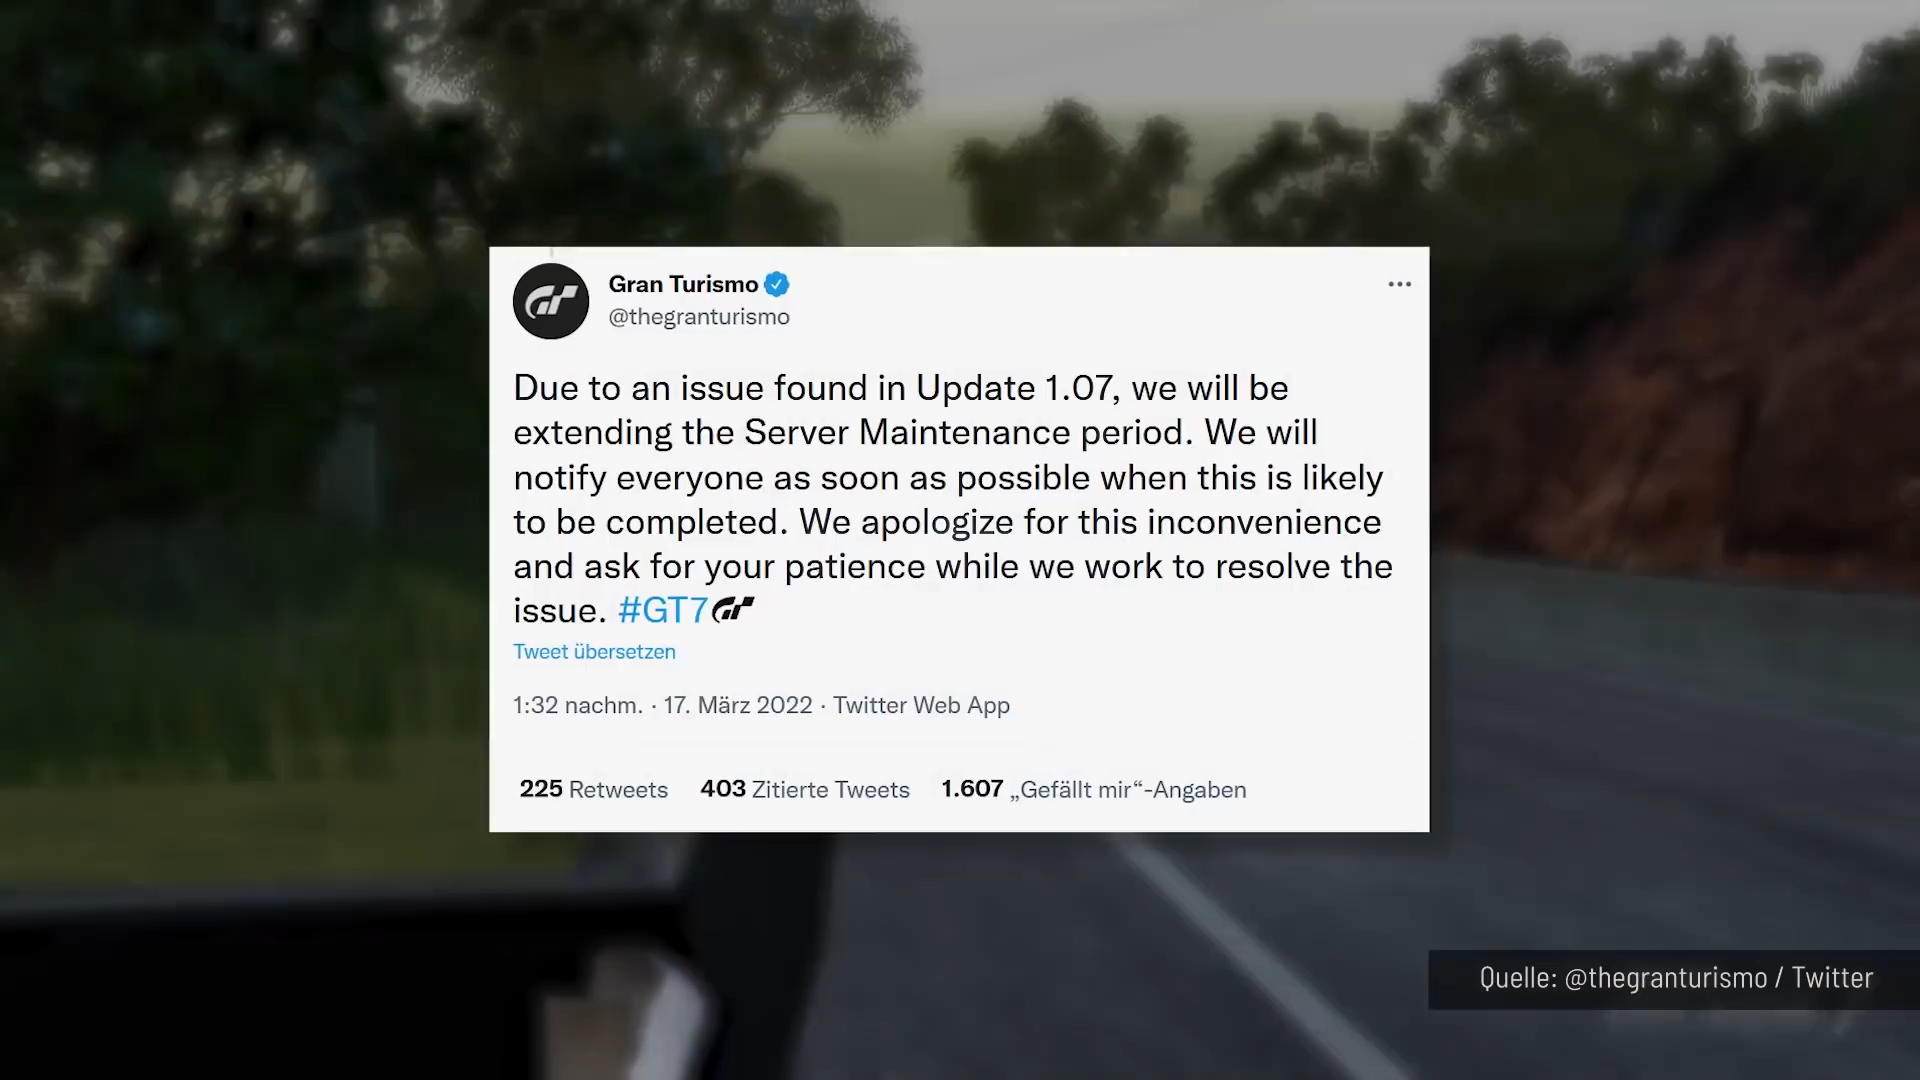 Gran Turismo
@thegranturismo
Due to an issue found in Update 1.07, we will be
extending the Server Maintenance period. We will
notify everyone as soon as possible when this is likely
to be completed. We apologize for this inconvenience
and ask for your patience while we work to resolve the
issue. #GT7
Tweet übersetzen
1:32 nachm. · 17. März 2022 · Twitter Web App
225 Retweets 403 Zitierte Tweets 1.607 „Gefällt mir“-Angaben
Quelle: @thegranturismo / Twitter